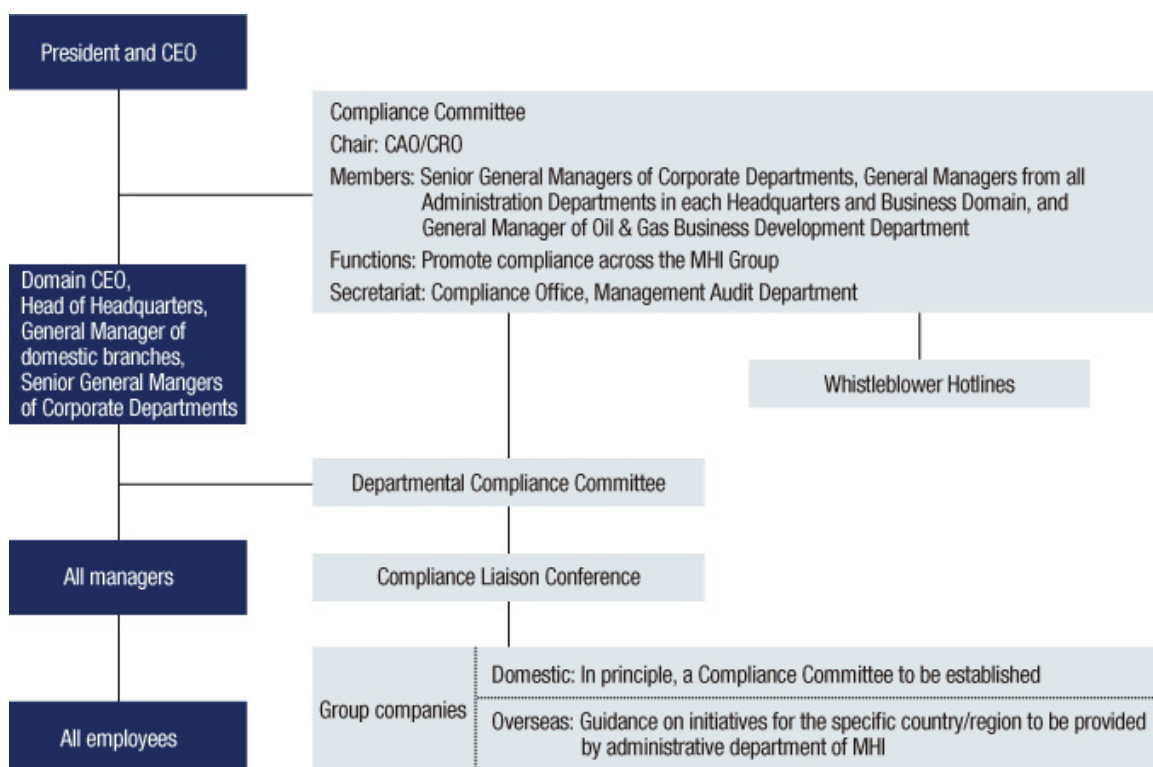 President and CEO
Compliance Committee
Chair: CAO/CRO
Members: Senior General Managers of Corporate Departments, General Managers from all
Administration Departments in each Headquarters and Business Domain, and
General Manager of Oil & Gas Business Development Department
Functions: Promote compliance across the MHI Group
Secretariat: Compliance Office, Management Audit Department
Domain CEO,
Head of Headquarters,
General Manager of
domestic branches,
Senior General Mangers
of Corporate Departments
Whistleblower Hotlines
Departmental Compliance Committee
All managers
Compliance Liaison Conference
All employees
Group companies
Domestic: In principle, a Compliance Committee to be established
Overseas: Guidance on initiatives for the specific country/region to be provided
by administrative department of MHI